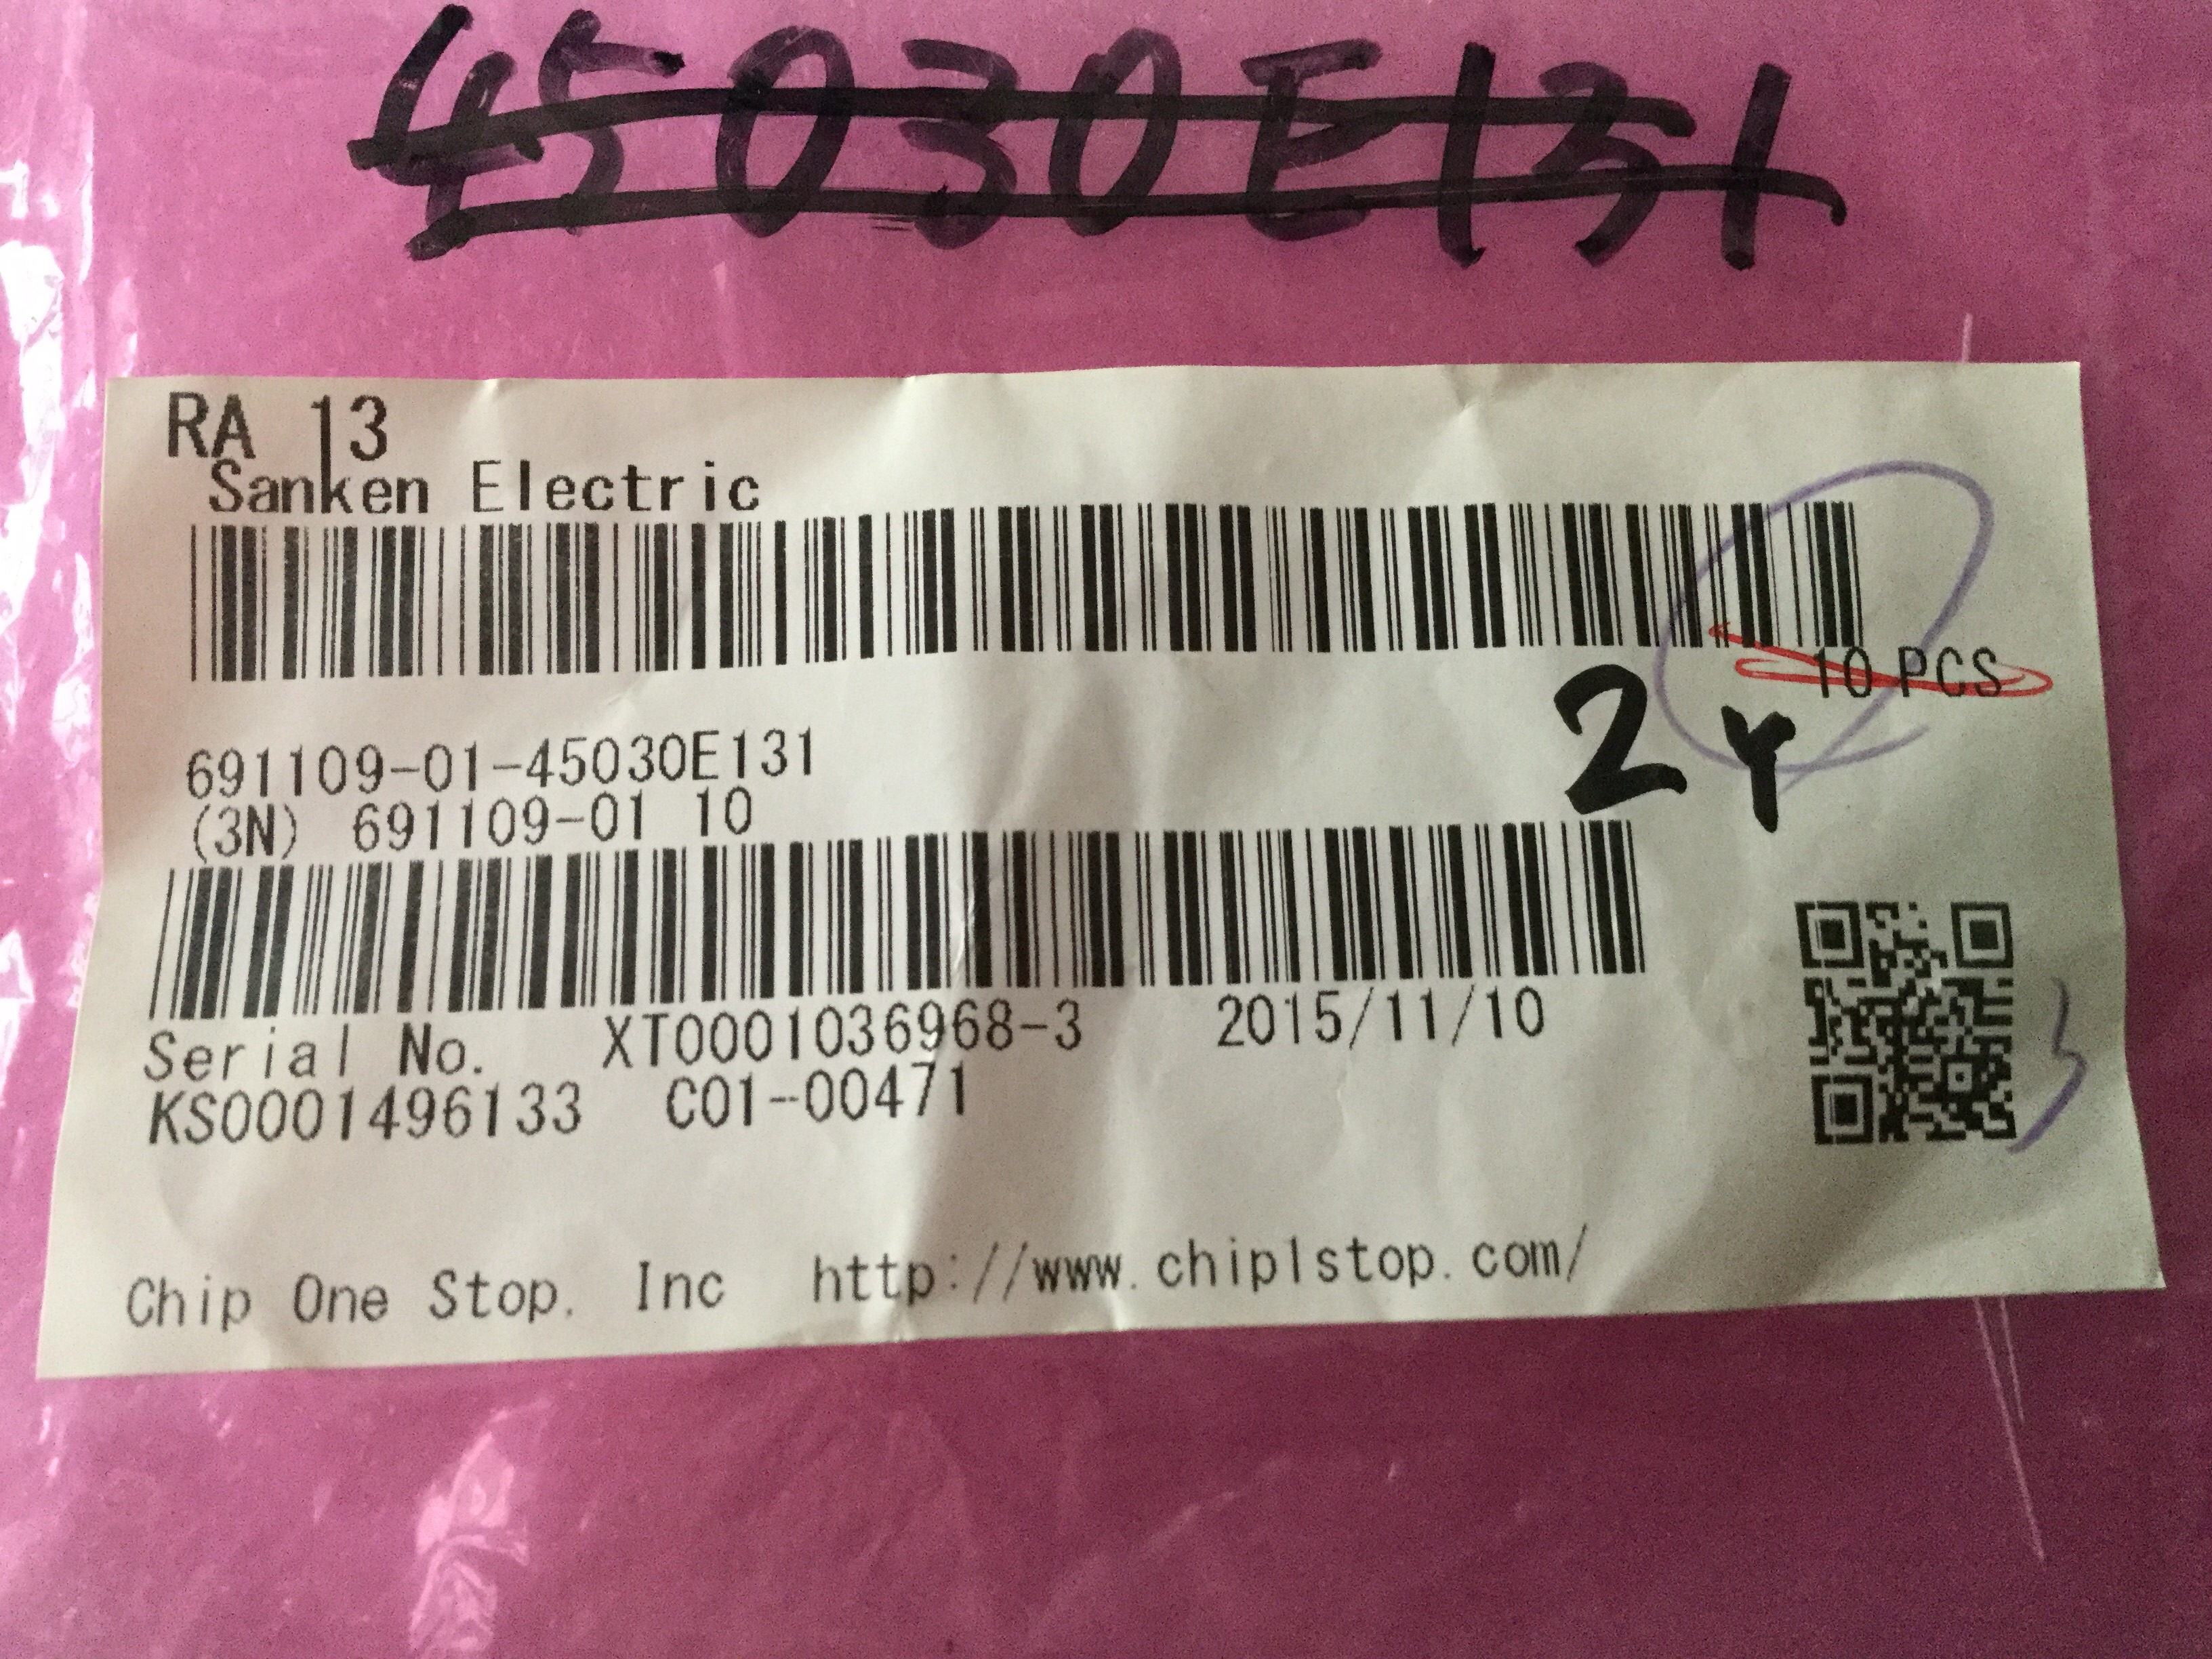 45030E131
RA 13
Sanken Electric
10 PCS
2 Y
691109-01-45030E131
(3N) 691109-01 10
Serial No. XT0001036968-3 2015/11/10
KS0001496133 C01-00471
Chip One Stop. Inc http://www.chip1stop.com/